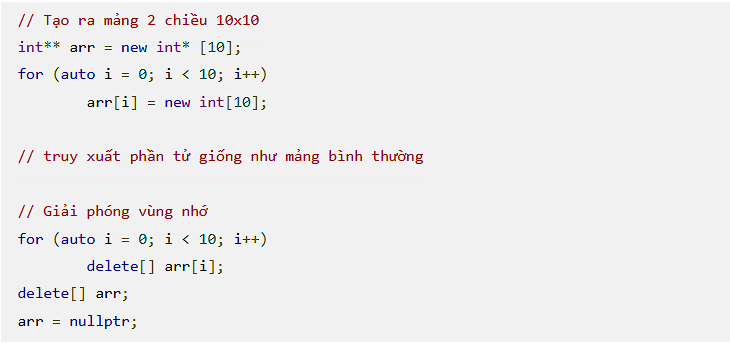 // Tạo ra mảng 2 chiều 10x10
int** arr = new int* [10];
for (auto i = 0; i < 10; i++)
arr[i] = new int[10];
// truy xuất phần tử giống như mảng bình thường
// Giải phóng vùng nhớ
for (auto i = 0; i < 10; i++)
delete[] arr[i];
delete[] arr;
arr = nullptr;